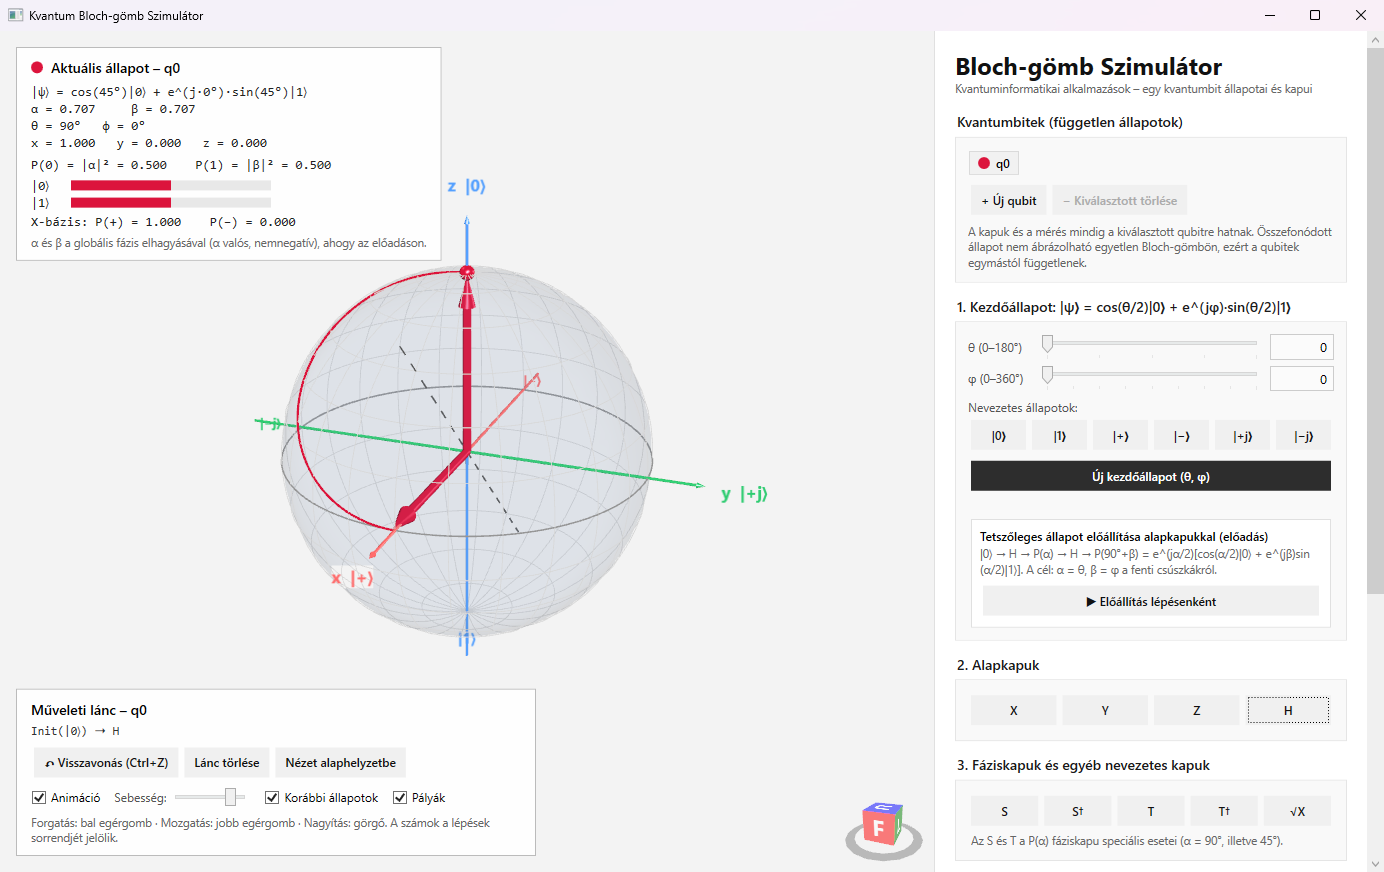 Kvantum Bloch-gömb Szimulátor
Aktuális állapot – q0
|ψ⟩ = cos(45°)|0⟩ + e^(j·0°)·sin(45°)|1⟩
α = 0.707 β = 0.707
θ = 90° ϕ = 0°
x = 1.000 y = 0.000 z = 0.000
P(0) = |α|² = 0.500 P(1) = |β|² = 0.500
|0⟩
|1⟩
X-bázis: P(+) = 1.000 P(−) = 0.000
α és β a globális fázis elhagyásával (α valós, nemnegatív), ahogy az előadáson.
z |0⟩
y |+j⟩
x |+⟩
Műveleti lánc – q0
Init(|0⟩) → H
↶ Visszavonás (Ctrl+Z)
Lánc törlése
Nézet alaphelyzetbe
Animáció
Sebesség:
Korábbi állapotok
Pályák
Forgatás: bal egérgomb · Mozgatás: jobb egérgomb · Nagyítás: görgő. A számok a lépések
sorrendjét jelölik.
F
Bloch-gömb Szimulátor
Kvantuminformatikai alkalmazások – egy kvantumbit állapotai és kapui
Kvantumbitek (független állapotok)
q0
+ Új qubit
− Kiválasztott törlése
A kapuk és a mérés mindig a kiválasztott qubitre hatnak. Összefonódott
állapot nem ábrázolható egyetlen Bloch-gömbön, ezért a qubitek
egymástól függetlenek.
1. Kezdőállapot: |ψ⟩ = cos(θ/2)|0⟩ + e^(jφ)·sin(θ/2)|1⟩
θ (0–180°)
0
φ (0–360°)
0
Nevezetes állapotok:
|0⟩
|1⟩
|+⟩
|−⟩
|+j⟩
|−j⟩
Új kezdőállapot (θ, φ)
Tetszőleges állapot előállítása alapkapukkal (előadás)
|0⟩ → H → P(α) → H → P(90°+β) = e^(jα/2)[cos(α/2)|0⟩ + e^(jβ)sin
(α/2)|1⟩]. A cél: α = θ, β = φ a fenti csúszkákról.
▶ Előállítás lépésenként
2. Alapkapuk
X
Y
Z
H
3. Fáziskapuk és egyéb nevezetes kapuk
S
S†
T
T†
√X
Az S és T a P(α) fáziskapu speciális esetei (α = 90°, illetve 45°).